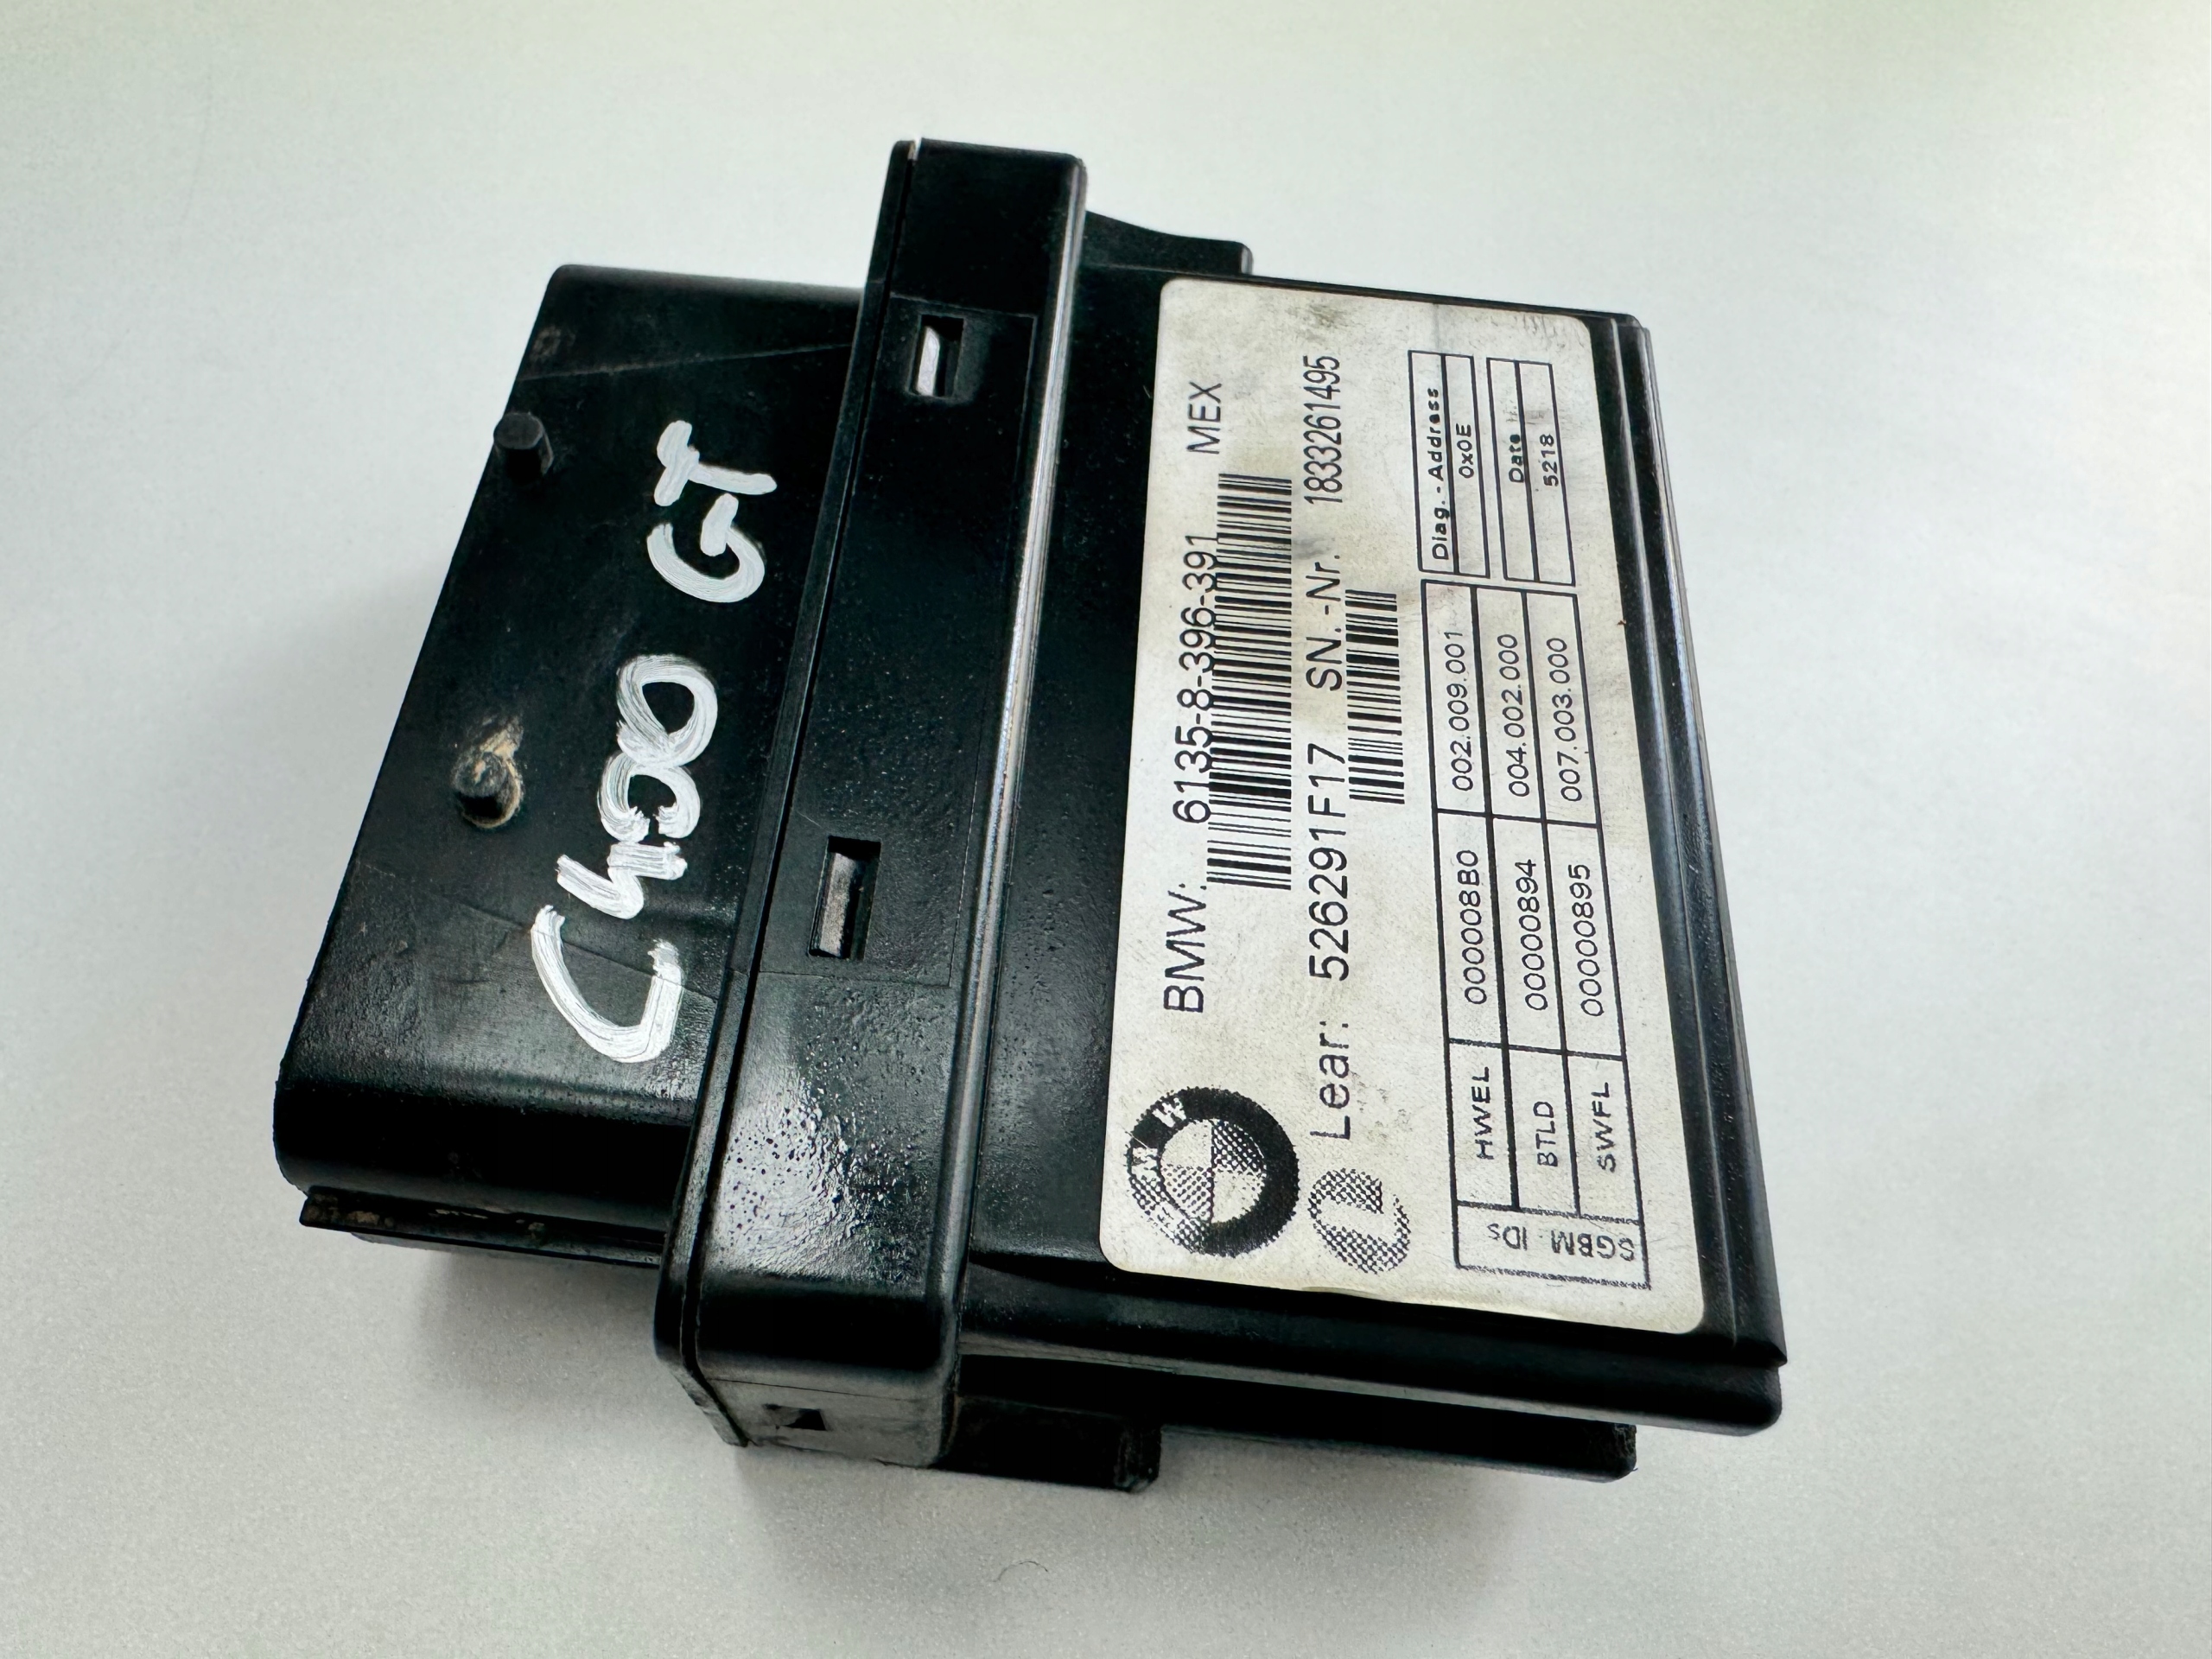 C400 GT
BMW: 6135-8-396-391 MEX
Lear: 526291F17 SN.-Nr. 1833261495
SGBM IDs
HWEL 000008B0 002.009.001
BTLD 00000894 004.002.000
SWFL 00000895 007.003.000
Diag.-Address
0x0E
Date
5218
BMW